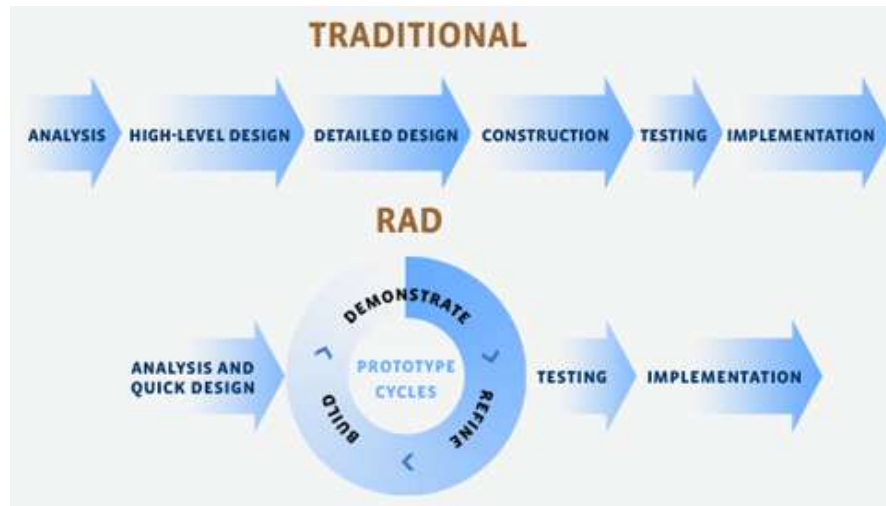 TRADITIONAL
ANALYSIS HIGH-LEVEL DESIGN DETAILED DESIGN CONSTRUCTION TESTING IMPLEMENTATION
RAD
DEMONSTRATE
ANALYSIS AND
QUICK DESIGN
PROTOTYPE
CYCLES
BUILD
REFINE
TESTING
IMPLEMENTATION